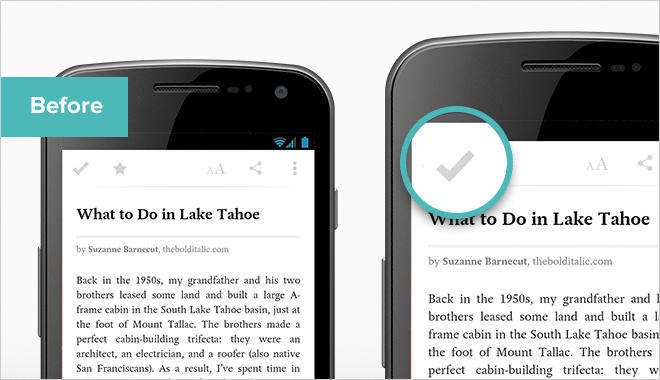 Before
AA
What to Do in Lake Tahoe
by Suzanne Barnecut, thebolditalic.com
Back in the 1950s, my grandfather and his two
brothers leased some land and built a large A-
frame cabin in the South Lake Tahoe basin, just at
the foot of Mount Tallac. The brothers made a
perfect cabin-building trifecta: they were an
architect, an electrician, and a roofer (also native
San Franciscans). As a result, I've spent time in
AA
What to Do in Lake Tahoe
by Suzanne Barnecut, thebolditalic.com
Back in the 1950s, my grandfather and h
brothers leased some land and built a l
frame cabin in the South Lake Tahoe basin
the foot of Mount Tallac. The brothers
perfect cabin-building trifecta: they w